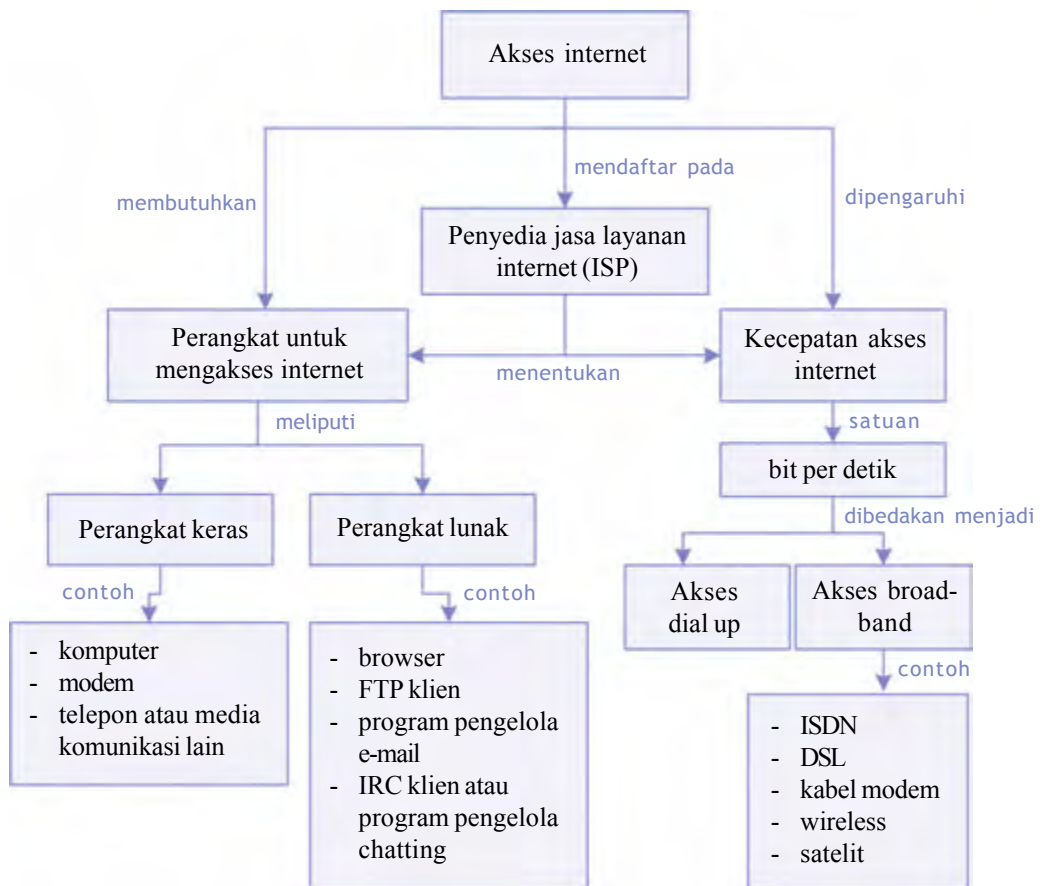 Akses internet
mendaftar pada
membutuhkan
dipengaruhi
Penyedia jasa layanan
internet (ISP)
Perangkat untuk
mengakses internet
menentukan
Kecepatan akses
internet
meliputi
satuan
bit per detik
Perangkat keras
Perangkat lunak
dibedakan menjadi
contoh
contoh
Akses
dial up
Akses broad-
band
contoh
- komputer
- modem
- telepon atau media
komunikasi lain
- browser
- FTP klien
- program pengelola
e-mail
- IRC klien atau
program pengelola
chatting
- ISDN
- DSL
- kabel modem
- wireless
- satelit